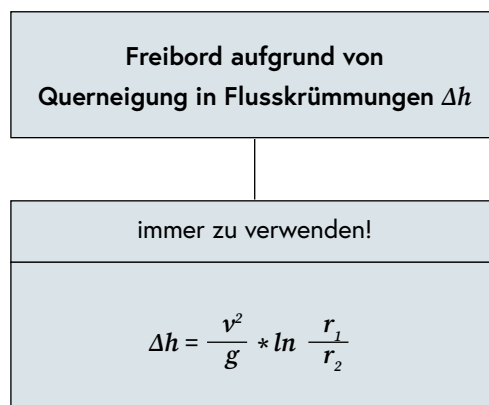 Freibord aufgrund von
Querneigung in Flusskrümmungen Δh
immer zu verwenden!
Δh = v²/g * ln r₁/r₂